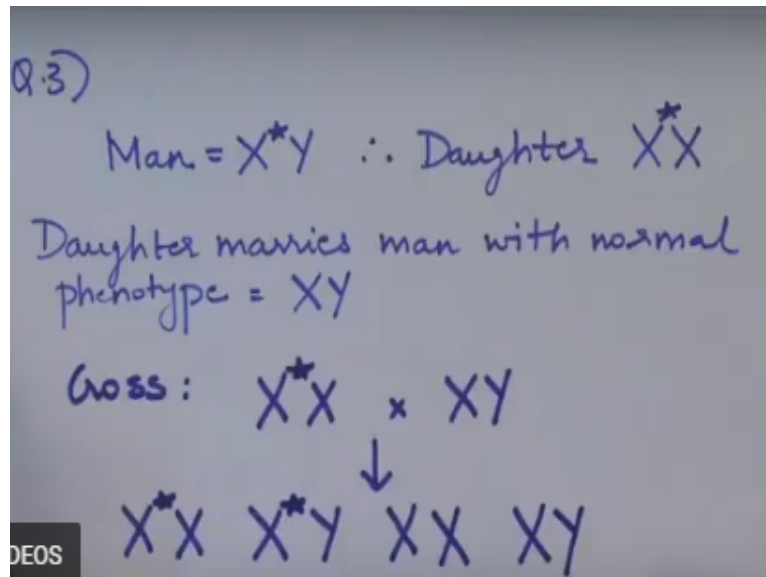 Q.3)
Man = X*Y ∴ Daughter X*X
Daughter marries man with normal
phenotype = XY
Cross: X*X x XY
↓
X*X X*Y XX XY
DEOS